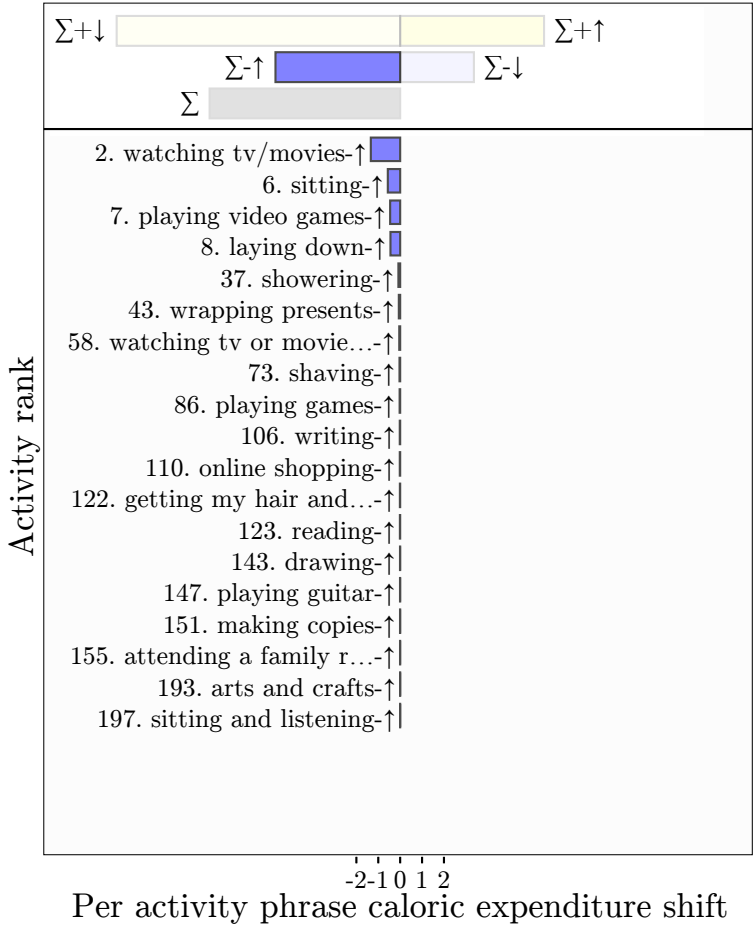 Σ+↓ Σ+↑
Σ-↑ Σ-↓
Σ
2. watching tv/movies-↑
6. sitting-↑
7. playing video games-↑
8. laying down-↑
37. showering-↑
43. wrapping presents-↑
58. watching tv or movie...-↑
73. shaving-↑
86. playing games-↑
106. writing-↑
110. online shopping-↑
122. getting my hair and...-↑
123. reading-↑
143. drawing-↑
147. playing guitar-↑
151. making copies-↑
155. attending a family r...-↑
193. arts and crafts-↑
197. sitting and listening-↑
Activity rank
-2 -1 0 1 2
Per activity phrase caloric expenditure shift